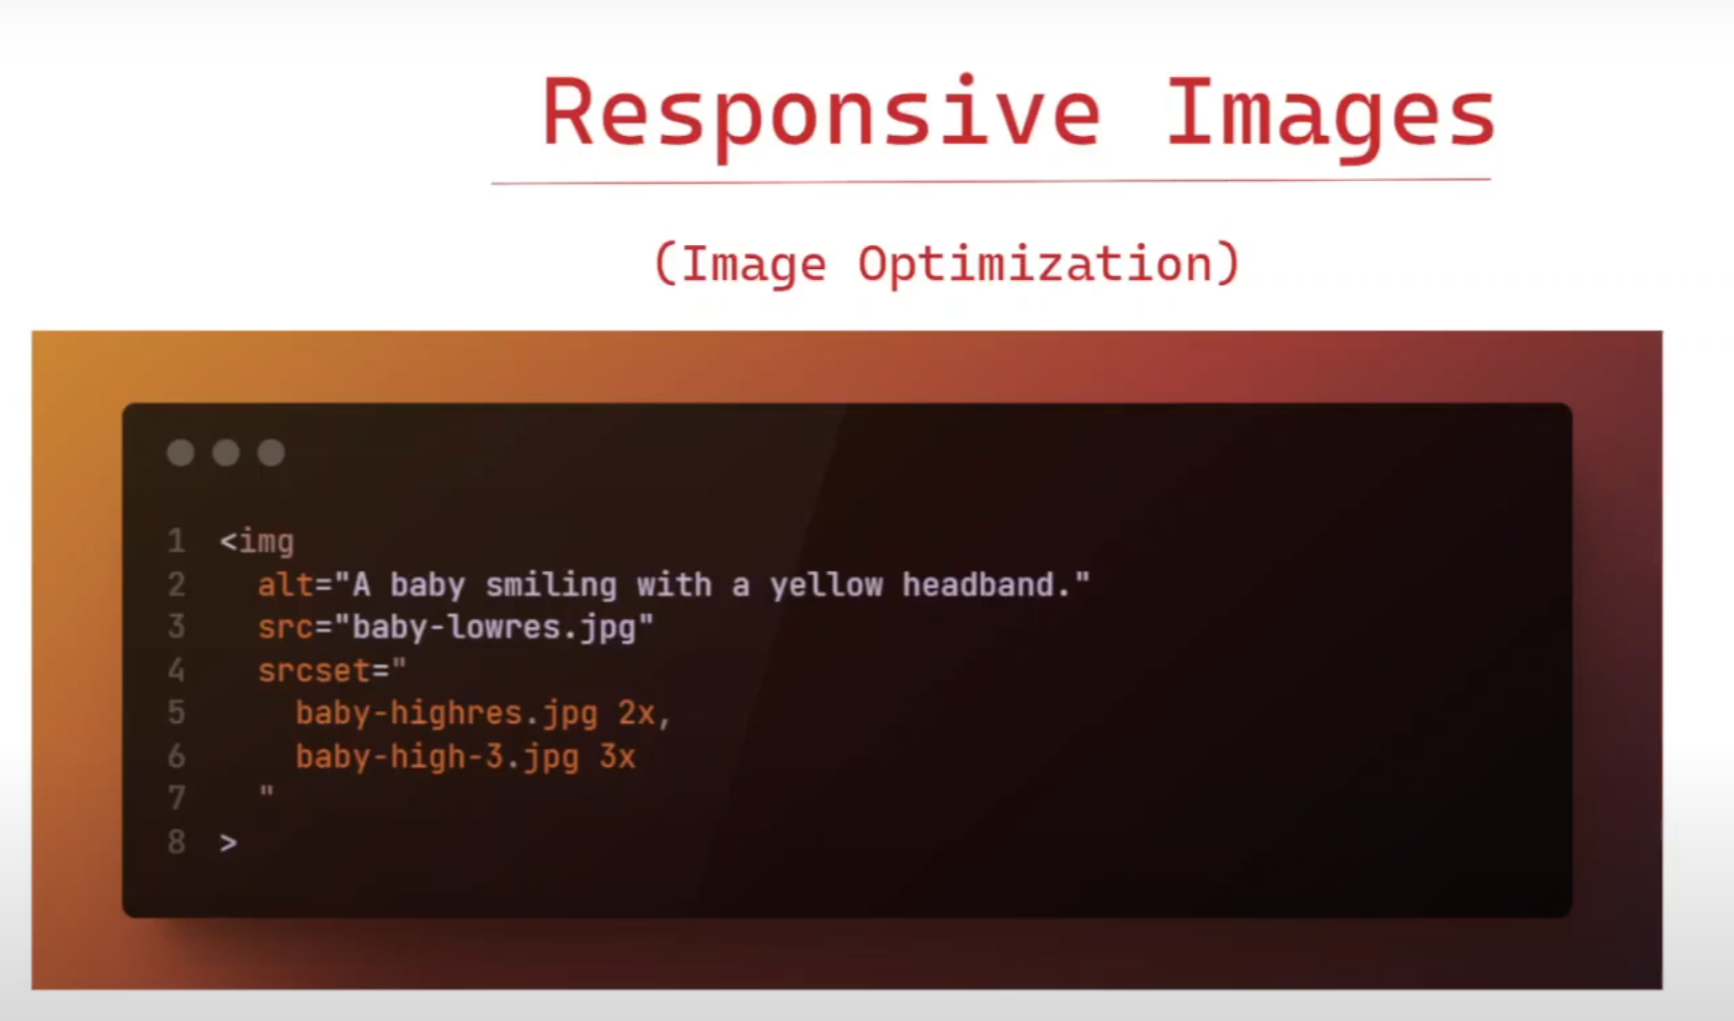 Responsive Images
(Image Optimization)
1 <img
2   alt="A baby smiling with a yellow headband."
3   src="baby-lowres.jpg"
4   srcset="
5     baby-highres.jpg 2x,
6     baby-high-3.jpg 3x
7   "
8 >